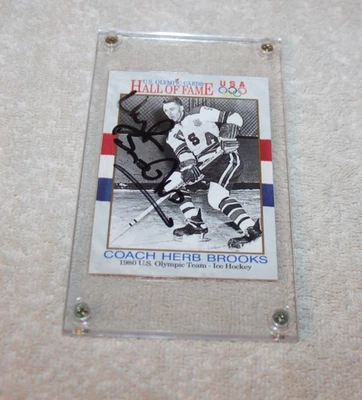 U.S. OLYMPIC CARDS
HALL OF FAME
USA
USA
COACH HERB BROOKS
1980 U.S. Olympic Team - Ice Hockey